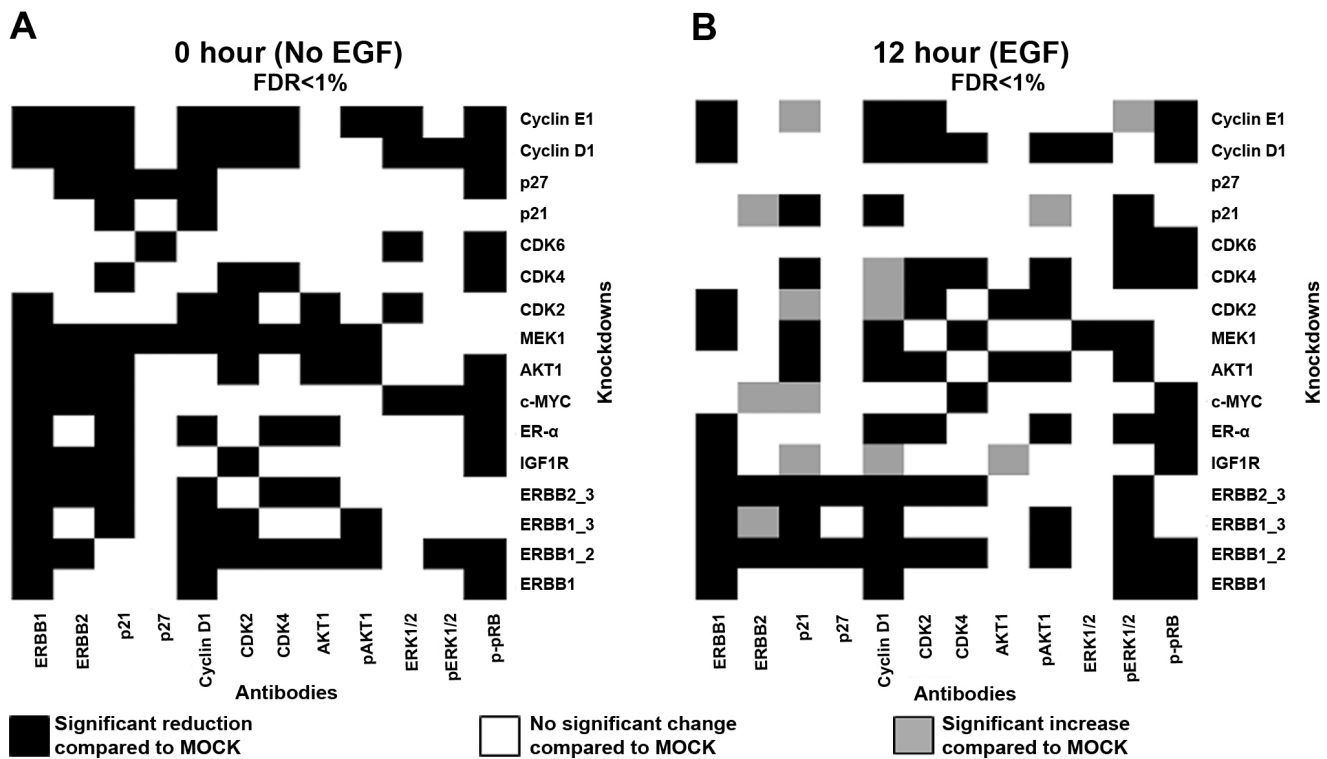 A
0 hour (No EGF)
FDR<1%
Cyclin E1
Cyclin D1
p27
p21
CDK6
CDK4
CDK2
MEK1
AKT1
c-MYC
ER-α
IGF1R
ERBB2_3
ERBB1_3
ERBB1_2
ERBB1
Knockdowns
ERBB1
ERBB2
p21
p27
Cyclin D1
CDK2
CDK4
AKT1
pAKT1
ERK1/2
pERK1/2
p-pRB
Antibodies
B
12 hour (EGF)
FDR<1%
Cyclin E1
Cyclin D1
p27
p21
CDK6
CDK4
CDK2
MEK1
AKT1
c-MYC
ER-α
IGF1R
ERBB2_3
ERBB1_3
ERBB1_2
ERBB1
Knockdowns
ERBB1
ERBB2
p21
p27
Cyclin D1
CDK2
CDK4
AKT1
pAKT1
ERK1/2
pERK1/2
p-pRB
Antibodies
Significant reduction
compared to MOCK
No significant change
compared to MOCK
Significant increase
compared to MOCK